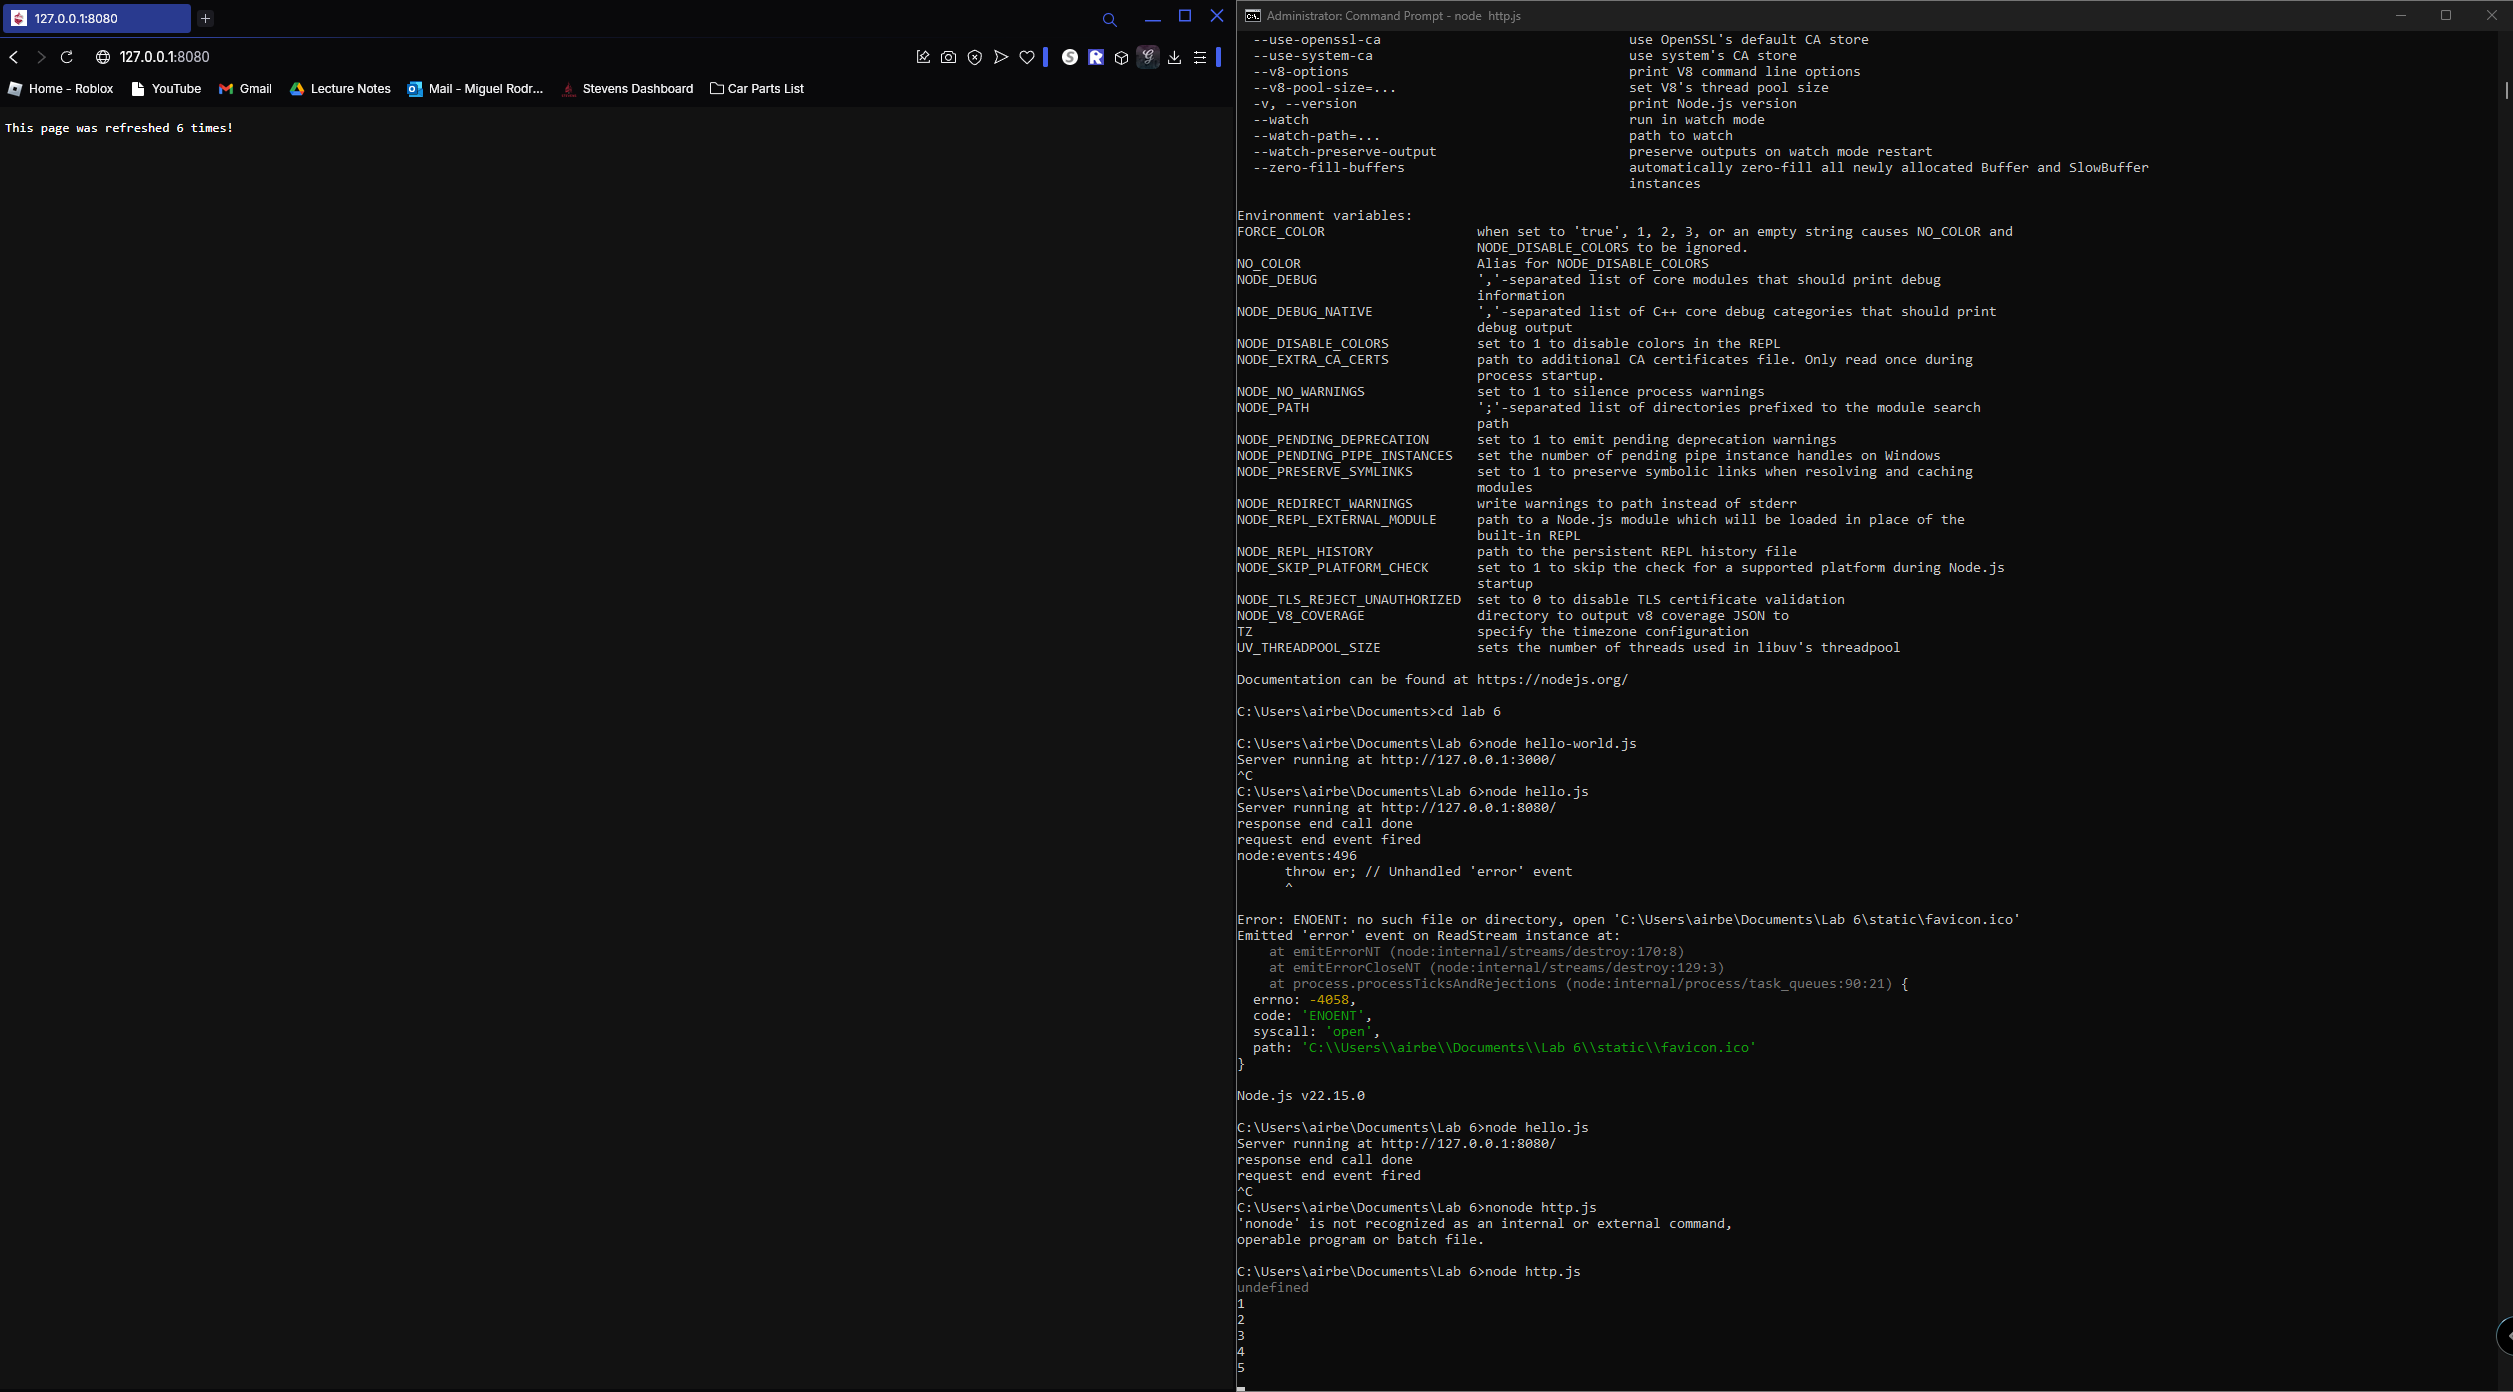 127.0.0.1:8080
127.0.0.1:8080
Home - Roblox YouTube Gmail Lecture Notes Mail - Miguel Rodr... Stevens Dashboard Car Parts List
This page was refreshed 6 times!
Administrator: Command Prompt - node  http.js
  --use-openssl-ca                               use OpenSSL's default CA store
  --use-system-ca                                use system's CA store
  --v8-options                                   print V8 command line options
  --v8-pool-size=...                             set V8's thread pool size
  -v, --version                                  print Node.js version
  --watch                                        run in watch mode
  --watch-path=...                               path to watch
  --watch-preserve-output                        preserve outputs on watch mode restart
  --zero-fill-buffers                            automatically zero-fill all newly allocated Buffer and SlowBuffer
                                                 instances
Environment variables:
FORCE_COLOR                   when set to 'true', 1, 2, 3, or an empty string causes NO_COLOR and
                              NODE_DISABLE_COLORS to be ignored.
NO_COLOR                      Alias for NODE_DISABLE_COLORS
NODE_DEBUG                    ','-separated list of core modules that should print debug
                              information
NODE_DEBUG_NATIVE             ','-separated list of C++ core debug categories that should print
                              debug output
NODE_DISABLE_COLORS           set to 1 to disable colors in the REPL
NODE_EXTRA_CA_CERTS           path to additional CA certificates file. Only read once during
                              process startup.
NODE_NO_WARNINGS              set to 1 to silence process warnings
NODE_PATH                     ';'-separated list of directories prefixed to the module search
                              path
NODE_PENDING_DEPRECATION      set to 1 to emit pending deprecation warnings
NODE_PENDING_PIPE_INSTANCES   set the number of pending pipe instance handles on Windows
NODE_PRESERVE_SYMLINKS        set to 1 to preserve symbolic links when resolving and caching
                              modules
NODE_REDIRECT_WARNINGS        write warnings to path instead of stderr
NODE_REPL_EXTERNAL_MODULE     path to a Node.js module which will be loaded in place of the
                              built-in REPL
NODE_REPL_HISTORY             path to the persistent REPL history file
NODE_SKIP_PLATFORM_CHECK      set to 1 to skip the check for a supported platform during Node.js
                              startup
NODE_TLS_REJECT_UNAUTHORIZED  set to 0 to disable TLS certificate validation
NODE_V8_COVERAGE              directory to output v8 coverage JSON to
TZ                            specify the timezone configuration
UV_THREADPOOL_SIZE            sets the number of threads used in libuv's threadpool
Documentation can be found at https://nodejs.org/
C:\Users\airbe\Documents>cd lab 6
C:\Users\airbe\Documents\Lab 6>node hello-world.js
Server running at http://127.0.0.1:3000/
^C
C:\Users\airbe\Documents\Lab 6>node hello.js
Server running at http://127.0.0.1:8080/
response end call done
request end event fired
node:events:496
      throw er; // Unhandled 'error' event
      ^
Error: ENOENT: no such file or directory, open 'C:\Users\airbe\Documents\Lab 6\static\favicon.ico'
Emitted 'error' event on ReadStream instance at:
    at emitErrorNT (node:internal/streams/destroy:170:8)
    at emitErrorCloseNT (node:internal/streams/destroy:129:3)
    at process.processTicksAndRejections (node:internal/process/task_queues:90:21) {
  errno: -4058,
  code: 'ENOENT',
  syscall: 'open',
  path: 'C:\\Users\\airbe\\Documents\\Lab 6\\static\\favicon.ico'
}
Node.js v22.15.0
C:\Users\airbe\Documents\Lab 6>node hello.js
Server running at http://127.0.0.1:8080/
response end call done
request end event fired
^C
C:\Users\airbe\Documents\Lab 6>nonode http.js
'nonode' is not recognized as an internal or external command,
operable program or batch file.
C:\Users\airbe\Documents\Lab 6>node http.js
undefined
1
2
3
4
5